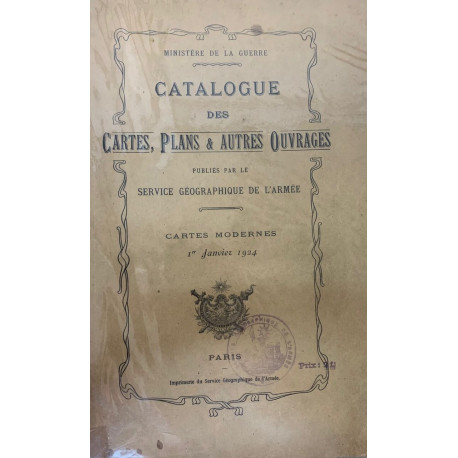 MINISTÈRE DE LA GUERRE
CATALOGUE
DES
CARTES, PLANS & AUTRES OUVRAGES
PUBLIÉS PAR LE
SERVICE GÉOGRAPHIQUE DE L'ARMÉE
CARTES MODERNES
1er Janvier 1924
PARIS
Imprimerie du Service Géographique de l'Armée.
Prix :